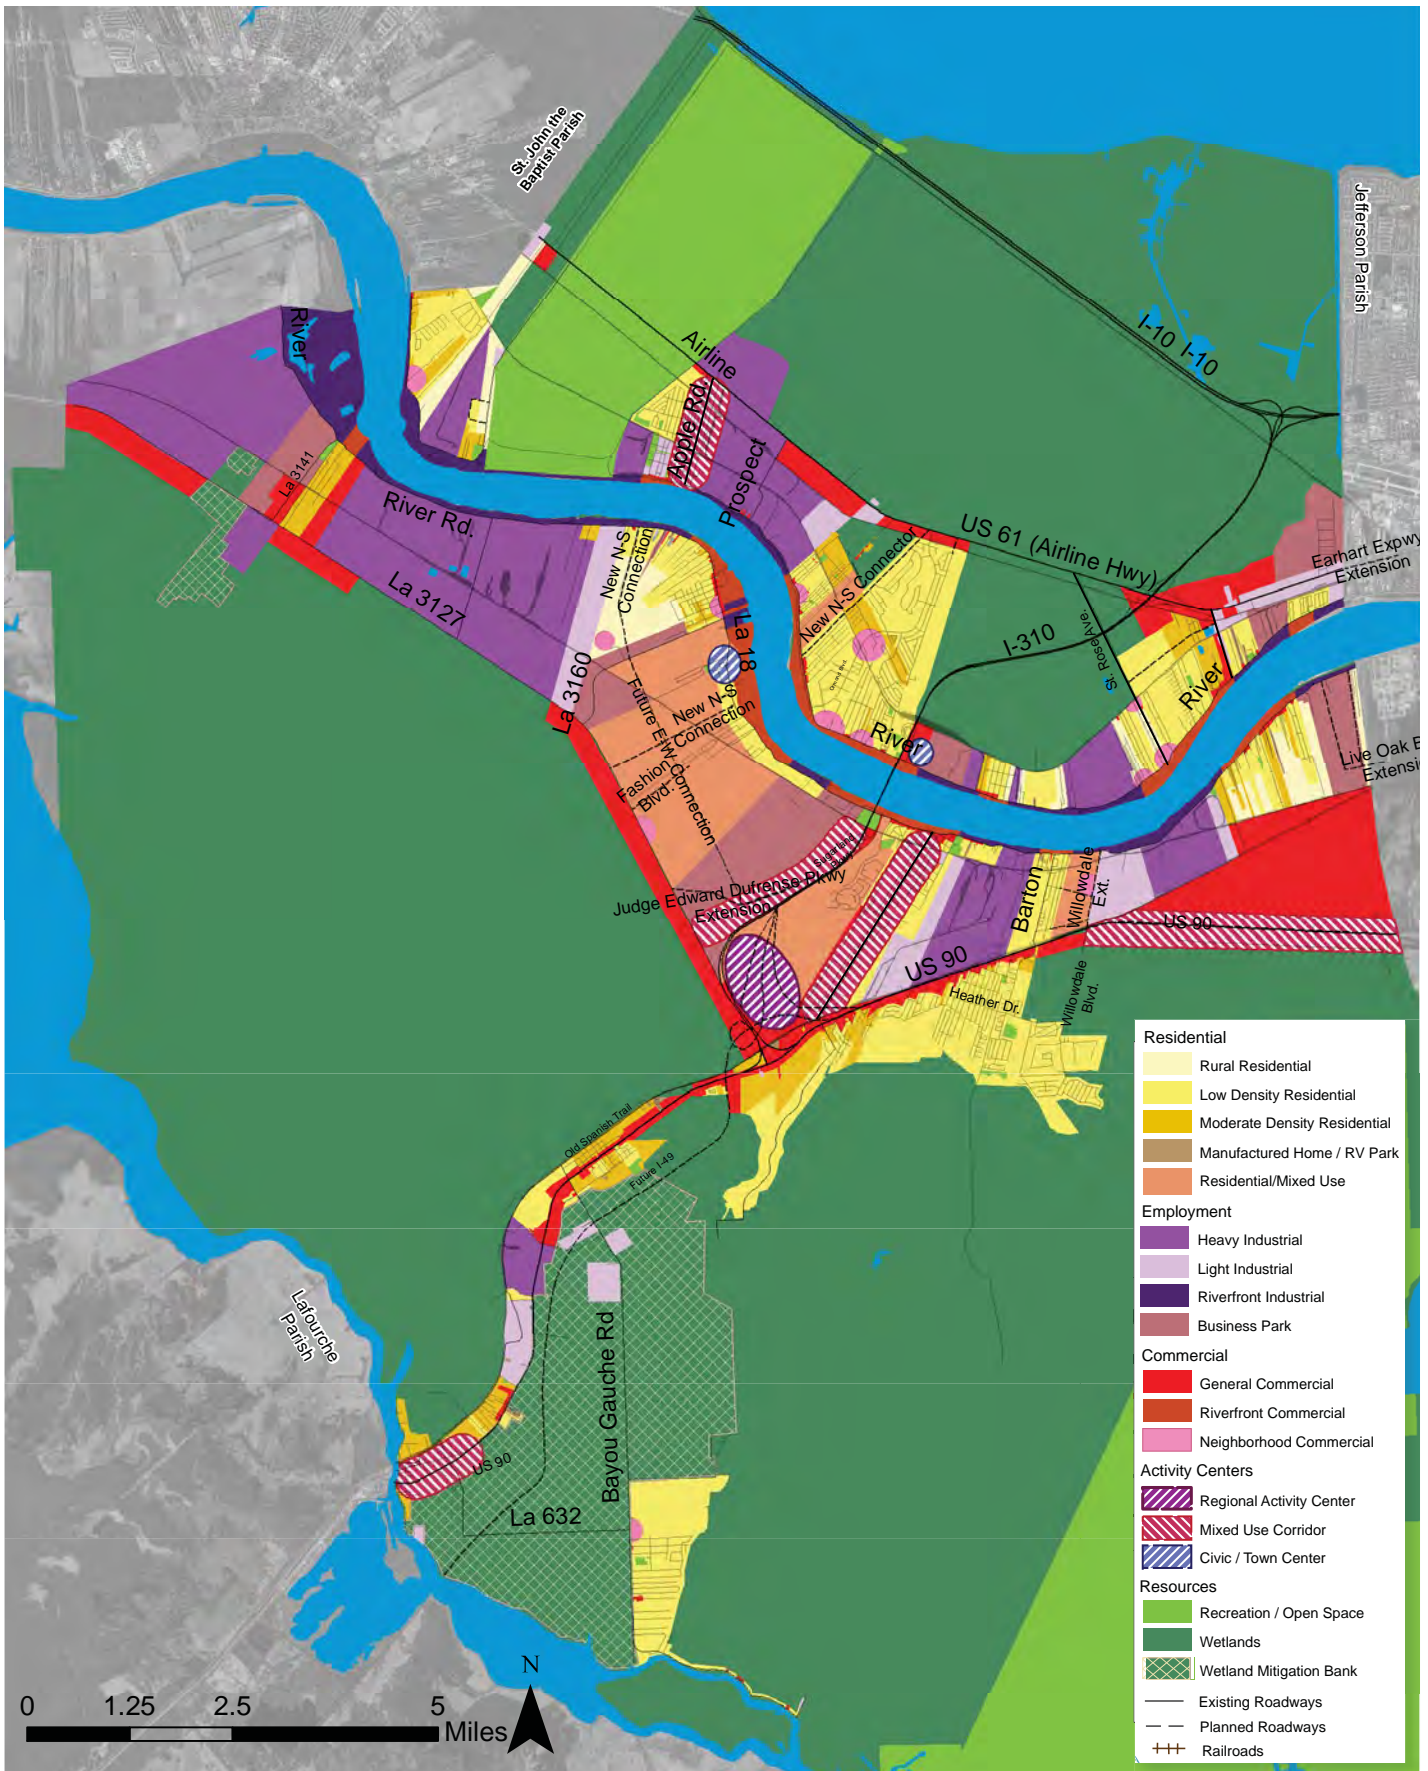 St. John the
Baptist Parish
Jefferson Parish
River
I-10 I-10
Airline
Apple Rd.
Prospect
La 3141
River Rd.
US 61 (Airline Hwy)
Earhart Expwy
Extension
New N-S
Connection
New N-S Connector
La 3127
La 18
I-310
St. Rose Ave.
River
La 3160
New N-S
Connection
Future E-W Connection
Fashion
Blvd.
River
Live Oak B
Extensi
Sugarland
Pkwy
Judge Edward Dufrense Pkwy
Extension
Barton
Willowdale
Ext.
US 90
US 90
Heather Dr.
Willowdale
Blvd.
Old Spanish Trail
Future I-49
Lafourche
Parish
Bayou Gauche Rd
US 90
La 632
Residential
Rural Residential
Low Density Residential
Moderate Density Residential
Manufactured Home / RV Park
Residential/Mixed Use
Employment
Heavy Industrial
Light Industrial
Riverfront Industrial
Business Park
Commercial
General Commercial
Riverfront Commercial
Neighborhood Commercial
Activity Centers
Regional Activity Center
Mixed Use Corridor
Civic / Town Center
Resources
Recreation / Open Space
Wetlands
Wetland Mitigation Bank
Existing Roadways
Planned Roadways
Railroads
N
0 1.25 2.5 5
Miles